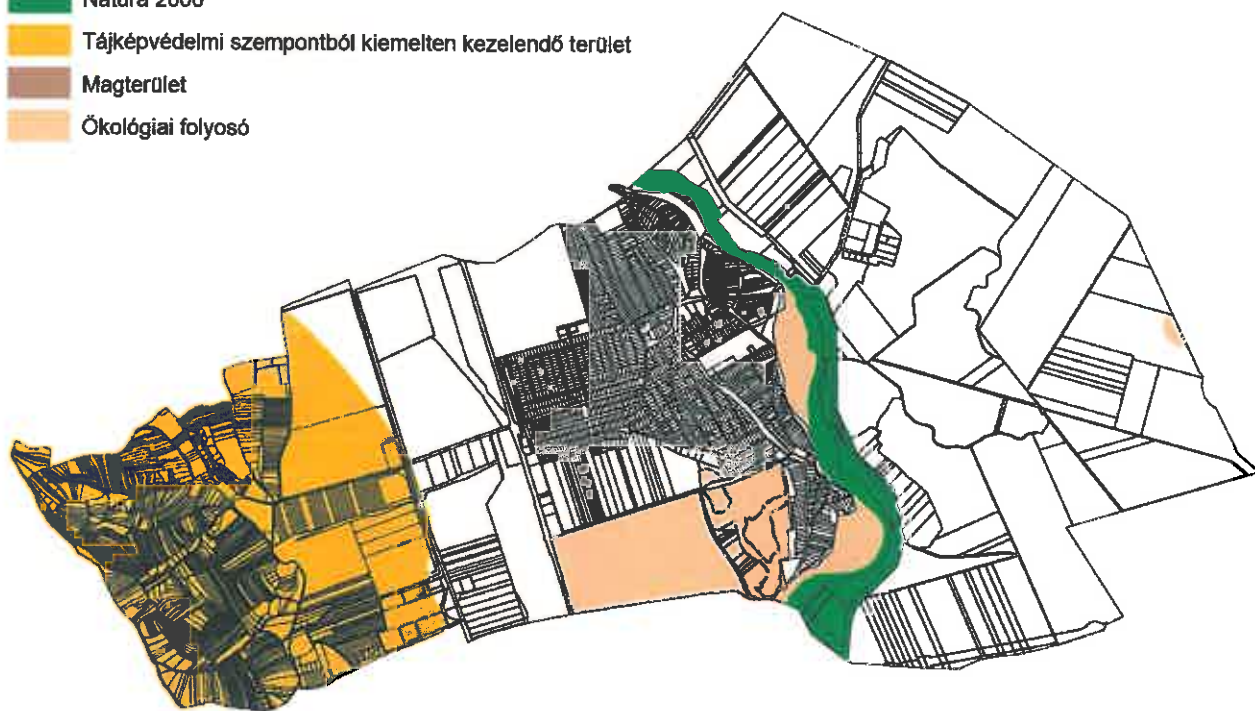 Natura 2000
Tájképvédelmi szempontból kiemelten kezelendő terület
Magterület
Ökológiai folyosó